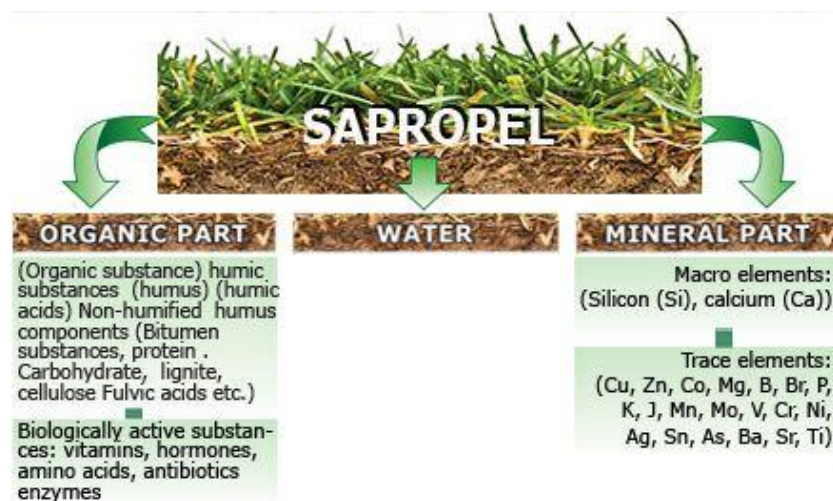 SAPROPEL
ORGANIC PART
(Organic substance) humic
substances (humus) (humic
acids) Non-humified humus
components (Bitumen
substances, protein .
Carbohydrate, lignite,
cellulose Fulvic acids etc.)
Biologically active substan-
ces: vitamins, hormones,
amino acids, antibiotics
enzymes
WATER
MINERAL PART
Macro elements:
(Silicon (Si), calcium (Ca))
Trace elements:
(Cu, Zn, Co, Mg, B, Br, P,
K, J, Mn, Mo, V, Cr, Ni,
Ag, Sn, As, Ba, Sr, Ti)